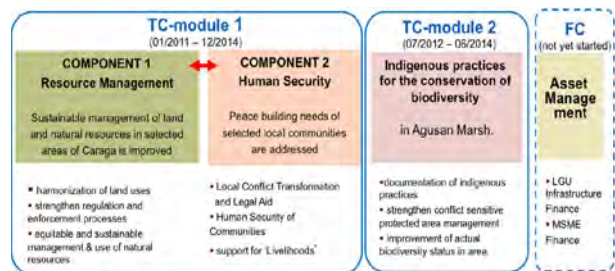 TC-module 1
(01/2011 – 12/2014)
COMPONENT 1
Resource Management
Sustainable management of land
and natural resources in selected
areas of Caraga is improved
• harmonization of land uses
• strengthen regulation and
enforcement processes
• equitable and sustainable
management & use of natural
resources
COMPONENT 2
Human Security
Peace building needs of
selected local communities
are addressed
• Local Conflict Transformation
and Legal Aid
• Human Security of
Communities
• support for 'Livelihoods'
TC-module 2
(07/2012 – 06/2014)
Indigenous practices
for the conservation of
biodiversity
in Agusan Marsh.
•documentation of indigenous
practices
• strengthen conflict sensitive
protected area management
• improvement of actual
biodiversity status in area
FC
(not yet started)
Asset
Manage
ment
• LGU
Infrastructure
Finance
• MSME
Finance